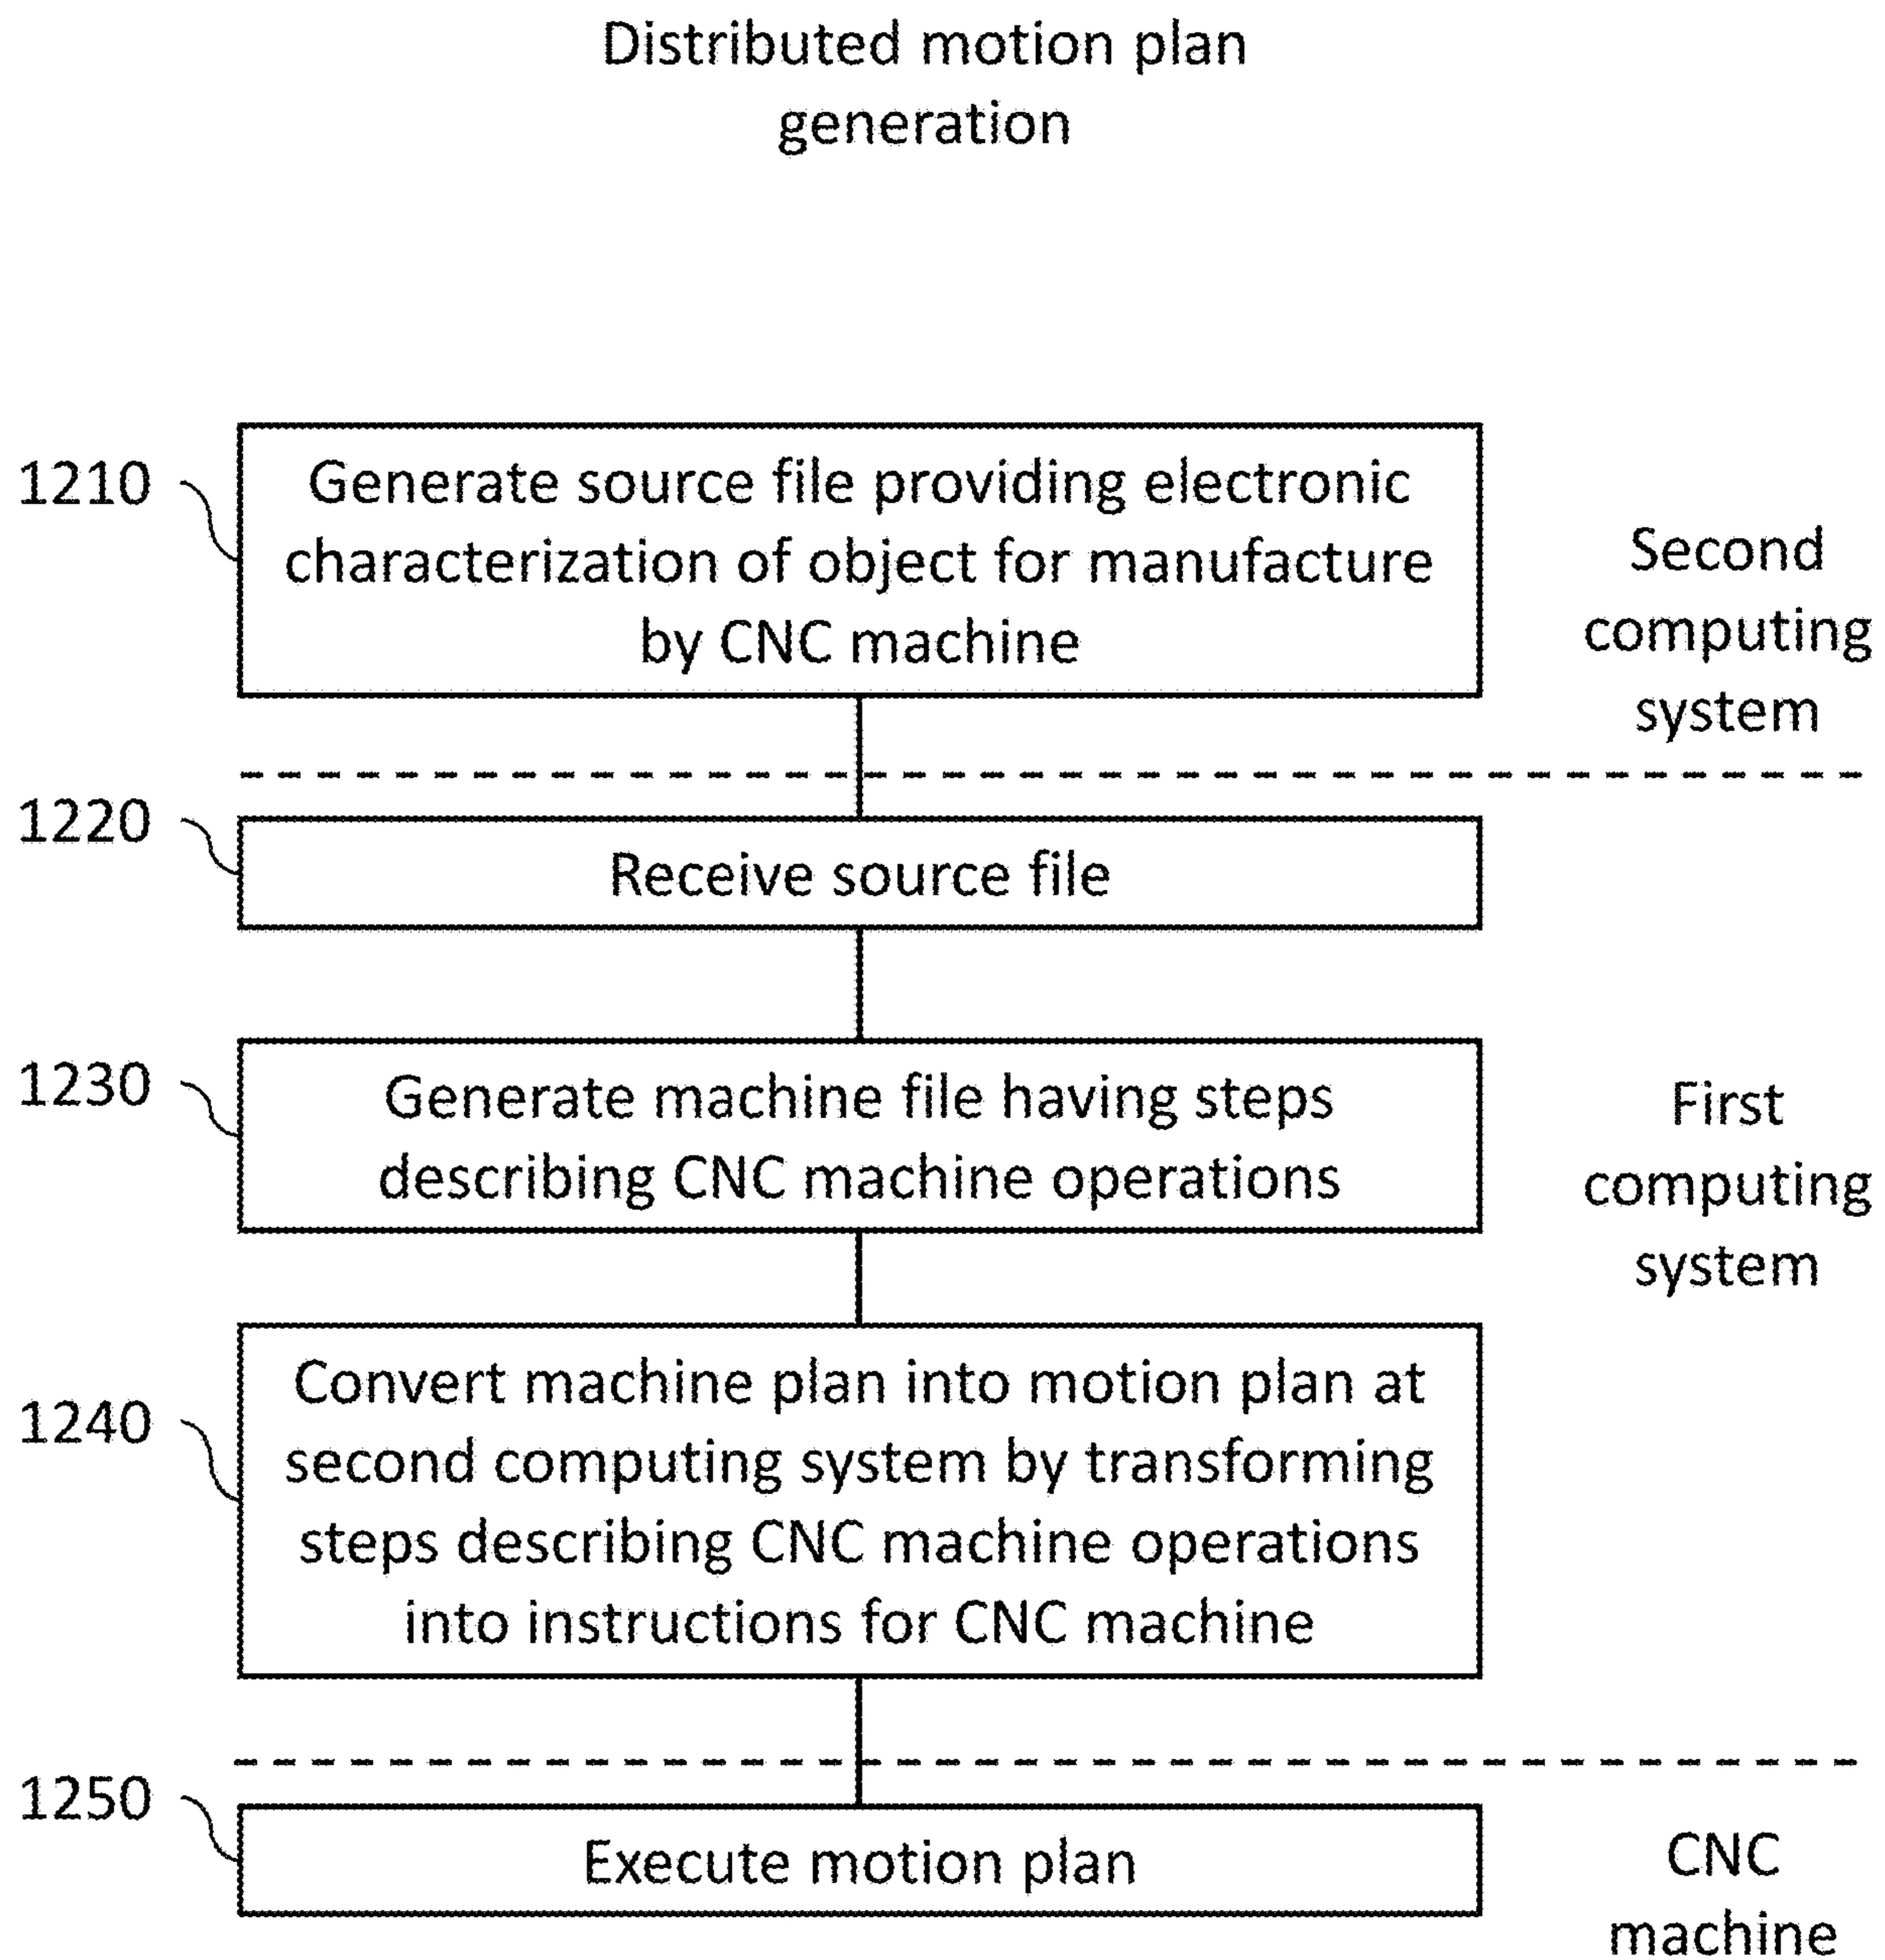 Distributed motion plan
generation
1210
Generate source file providing electronic
characterization of object for manufacture
by CNC machine
Second
computing
system
1220
Receive source file
1230
Generate machine file having steps
describing CNC machine operations
First
computing
system
1240
Convert machine plan into motion plan at
second computing system by transforming
steps describing CNC machine operations
into instructions for CNC machine
1250
Execute motion plan
CNC
machine